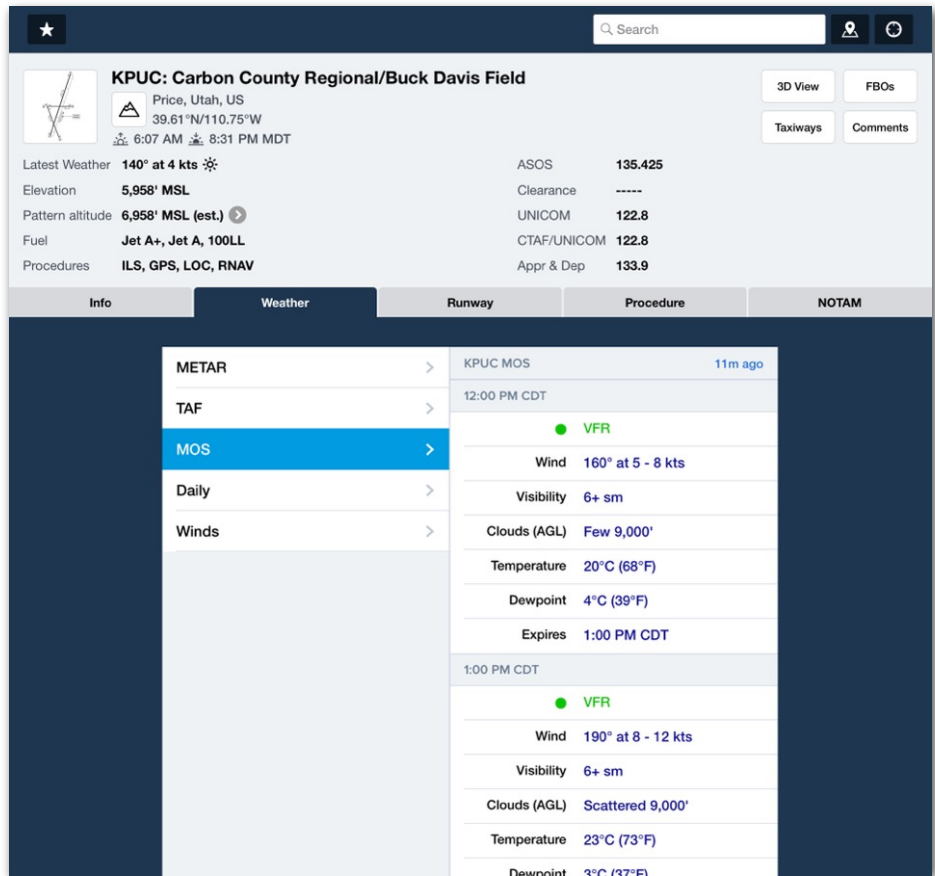 Search
KPUC: Carbon County Regional/Buck Davis Field
Price, Utah, US
39.61°N/110.75°W
6:07 AM 8:31 PM MDT
3D View FBOs
Taxiways Comments
Latest Weather 140° at 4 kts ASOS 135.425
Elevation 5,958' MSL Clearance -----
Pattern altitude 6,958' MSL (est.) UNICOM 122.8
Fuel Jet A+, Jet A, 100LL CTAF/UNICOM 122.8
Procedures ILS, GPS, LOC, RNAV Appr & Dep 133.9
Info Weather Runway Procedure NOTAM
METAR
TAF
MOS
Daily
Winds
KPUC MOS 11m ago
12:00 PM CDT
VFR
Wind 160° at 5 - 8 kts
Visibility 6+ sm
Clouds (AGL) Few 9,000'
Temperature 20°C (68°F)
Dewpoint 4°C (39°F)
Expires 1:00 PM CDT
1:00 PM CDT
VFR
Wind 190° at 8 - 12 kts
Visibility 6+ sm
Clouds (AGL) Scattered 9,000'
Temperature 23°C (73°F)
Dewpoint 3°C (37°F)